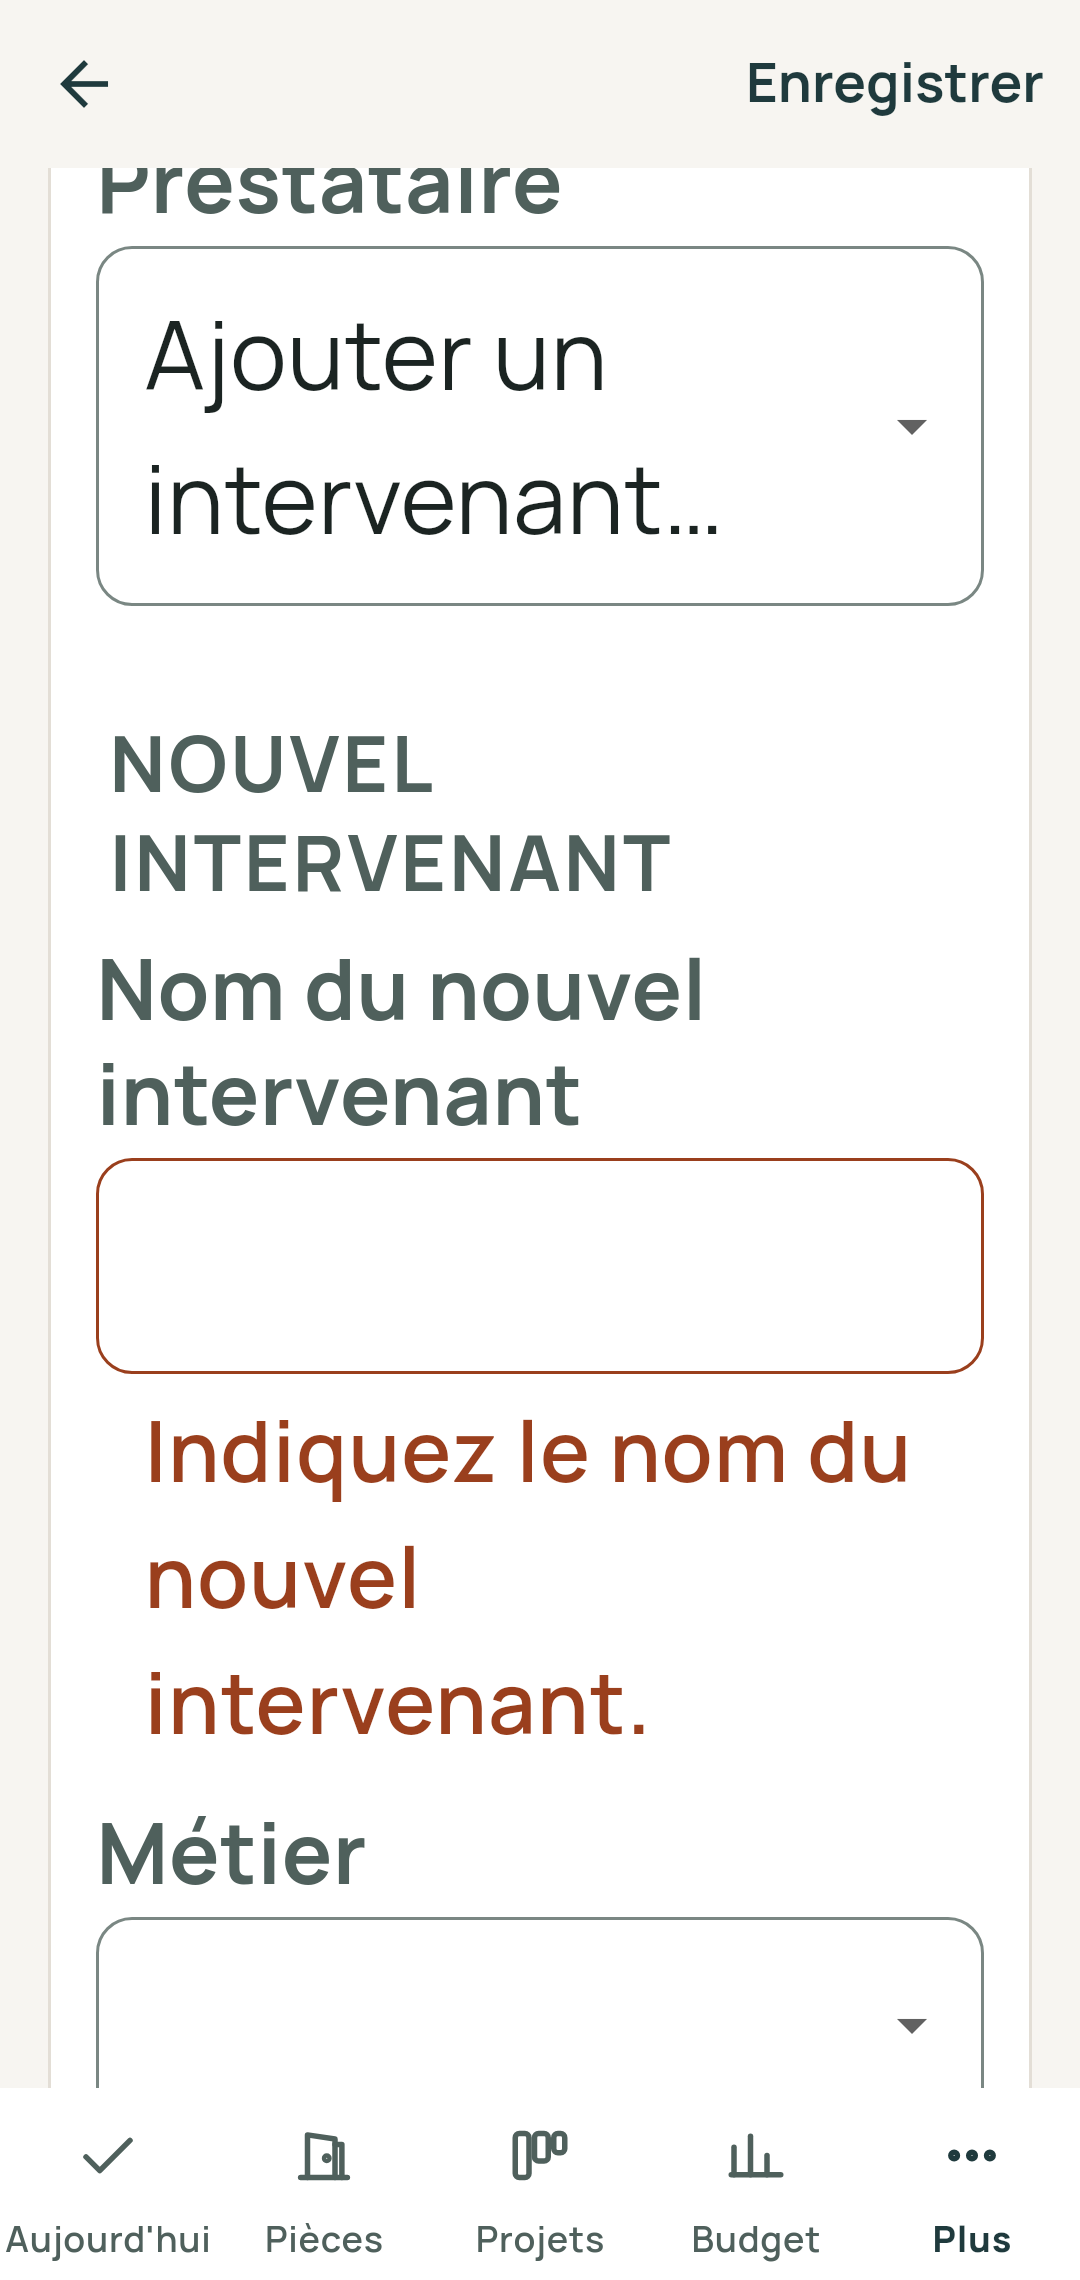 Enregistrer
Prestataire
Ajouter un
intervenant...
NOUVEL
INTERVENANT
Nom du nouvel
intervenant
Indiquez le nom du
nouvel
intervenant.
Métier
Aujourd'hui
Pièces
Projets
Budget
Plus